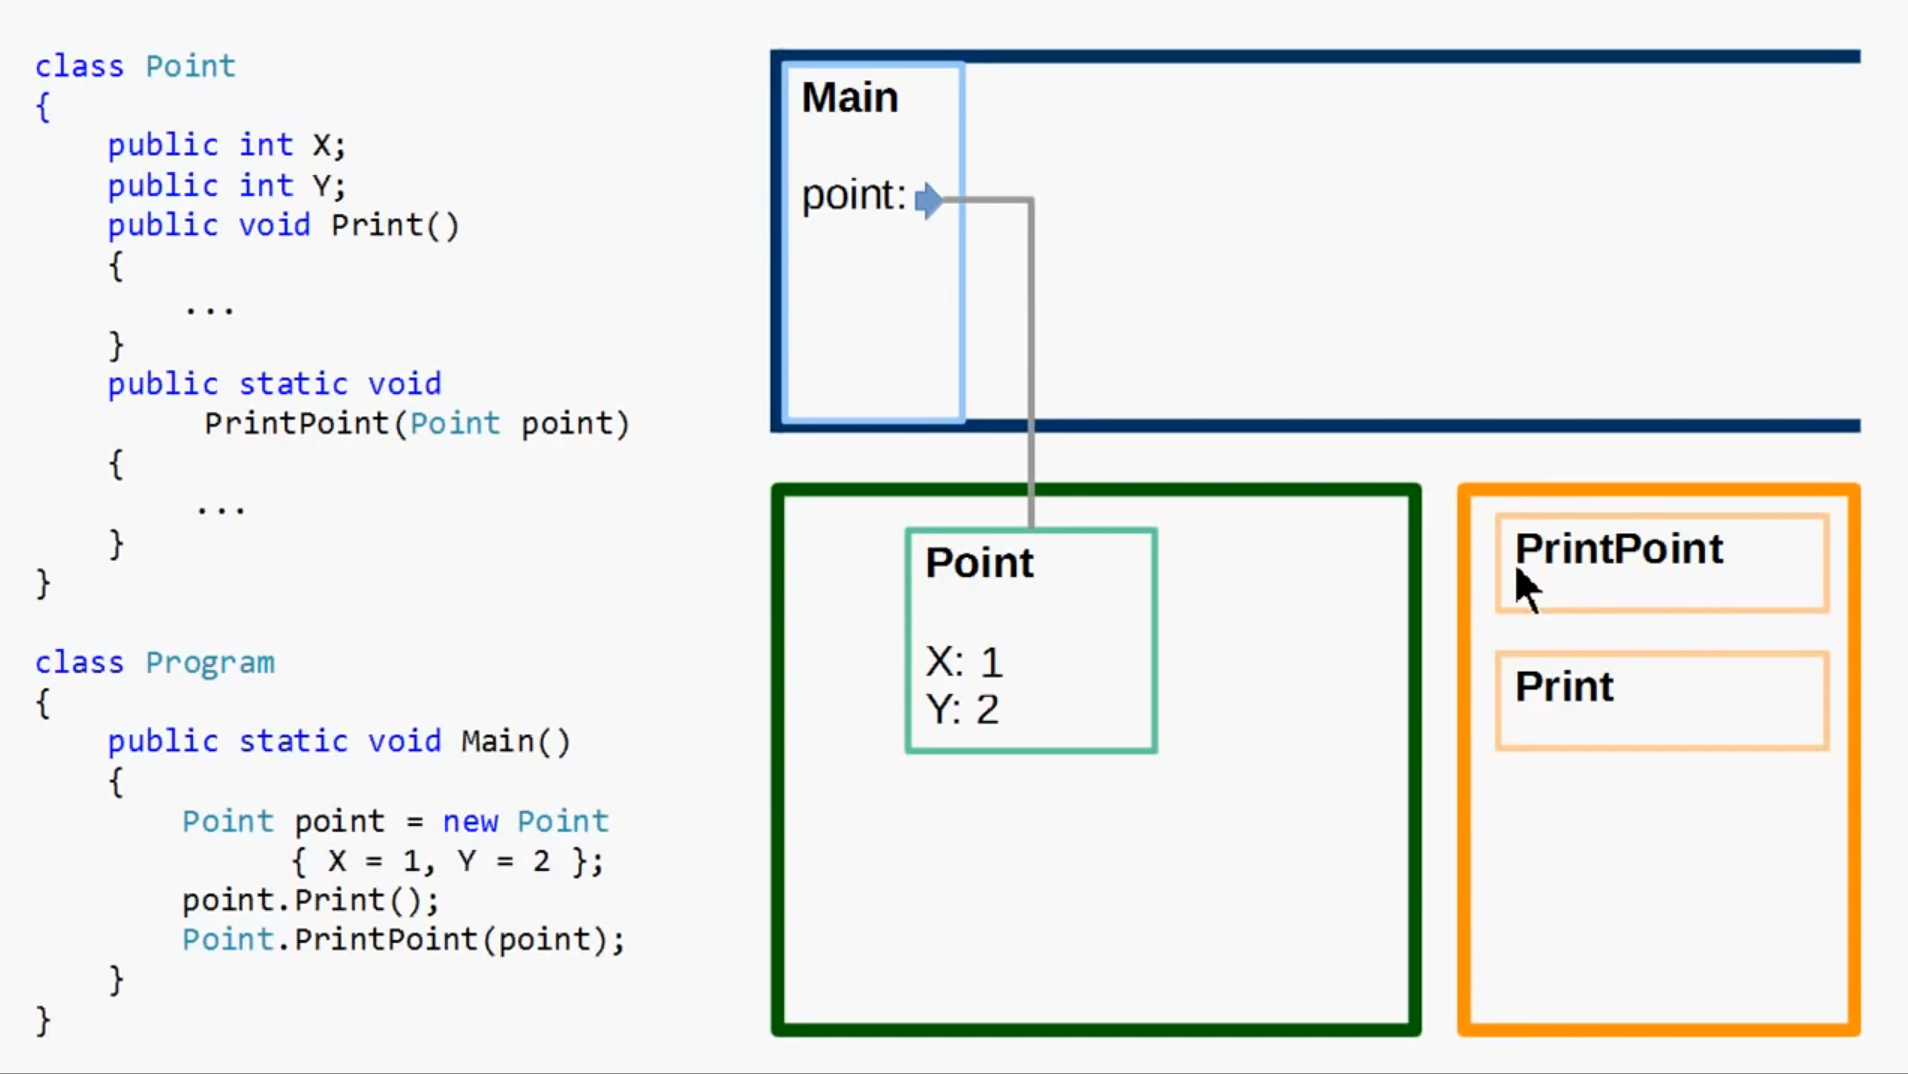 class Point
{
public int X;
public int Y;
public void Print()
{
...
}
public static void
PrintPoint(Point point)
{
...
}
}
class Program
{
public static void Main()
{
Point point = new Point
{ X = 1, Y = 2 };
point.Print();
Point.PrintPoint(point);
}
}
Main
point:
Point
X: 1
Y: 2
PrintPoint
Print